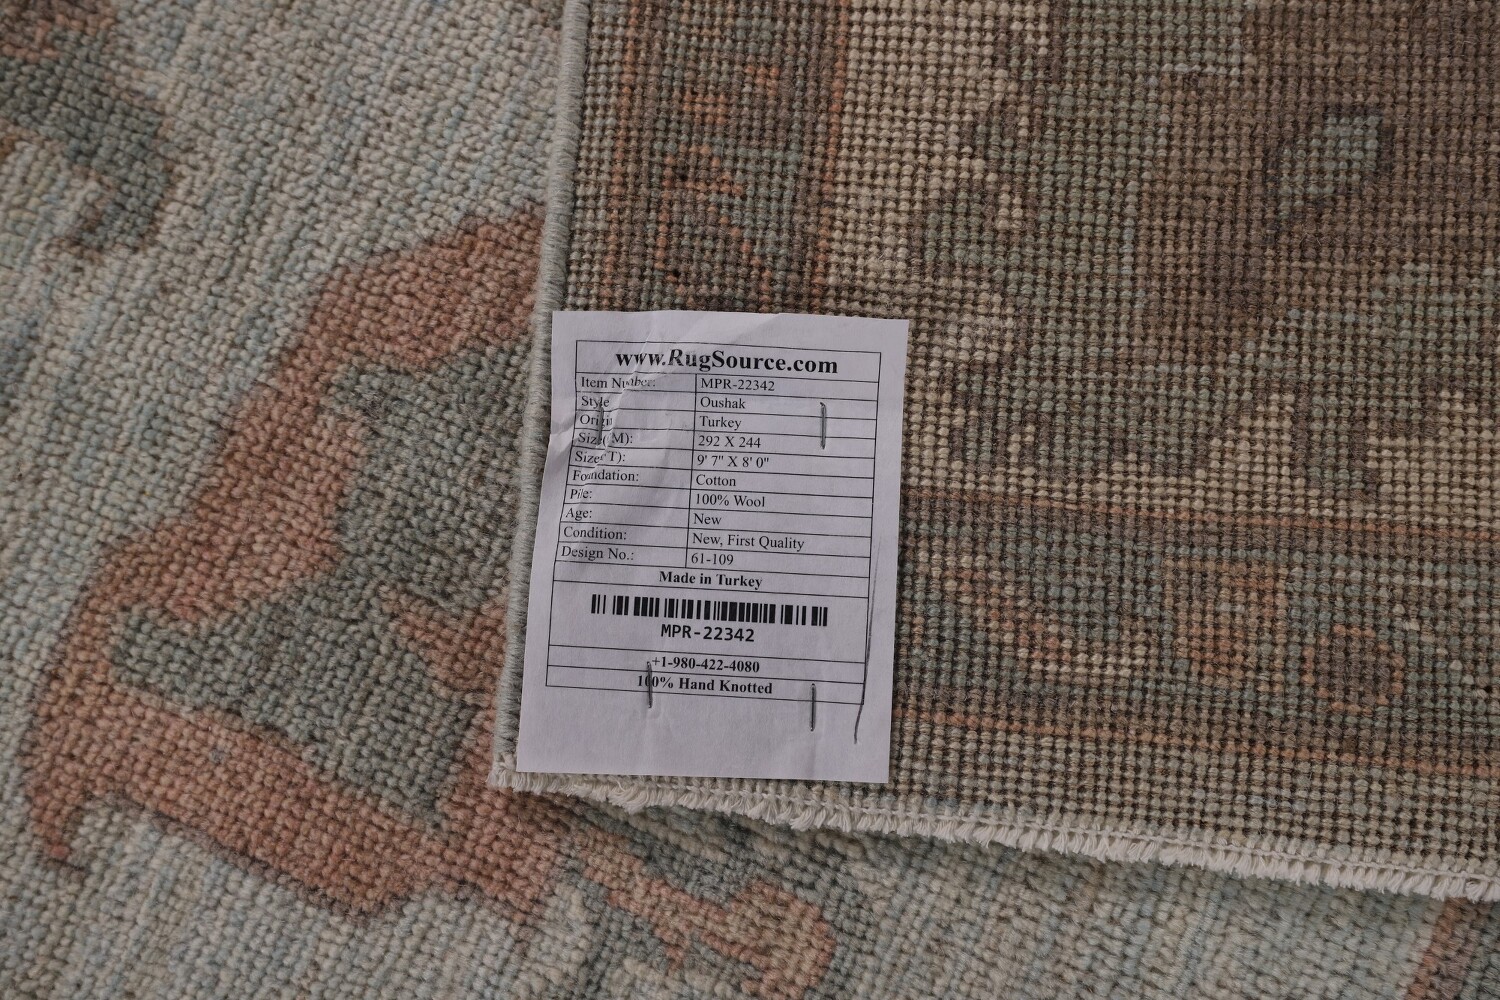 www.RugSource.com
Item Number: MPR-22342
Style Oushak
Origin Turkey
Size(M): 292 X 244
Size(T): 9' 7" X 8' 0"
Foundation: Cotton
Pile: 100% Wool
Age: New
Condition: New, First Quality
Design No.: 61-109
Made in Turkey
MPR-22342
+1-980-422-4080
100% Hand Knotted